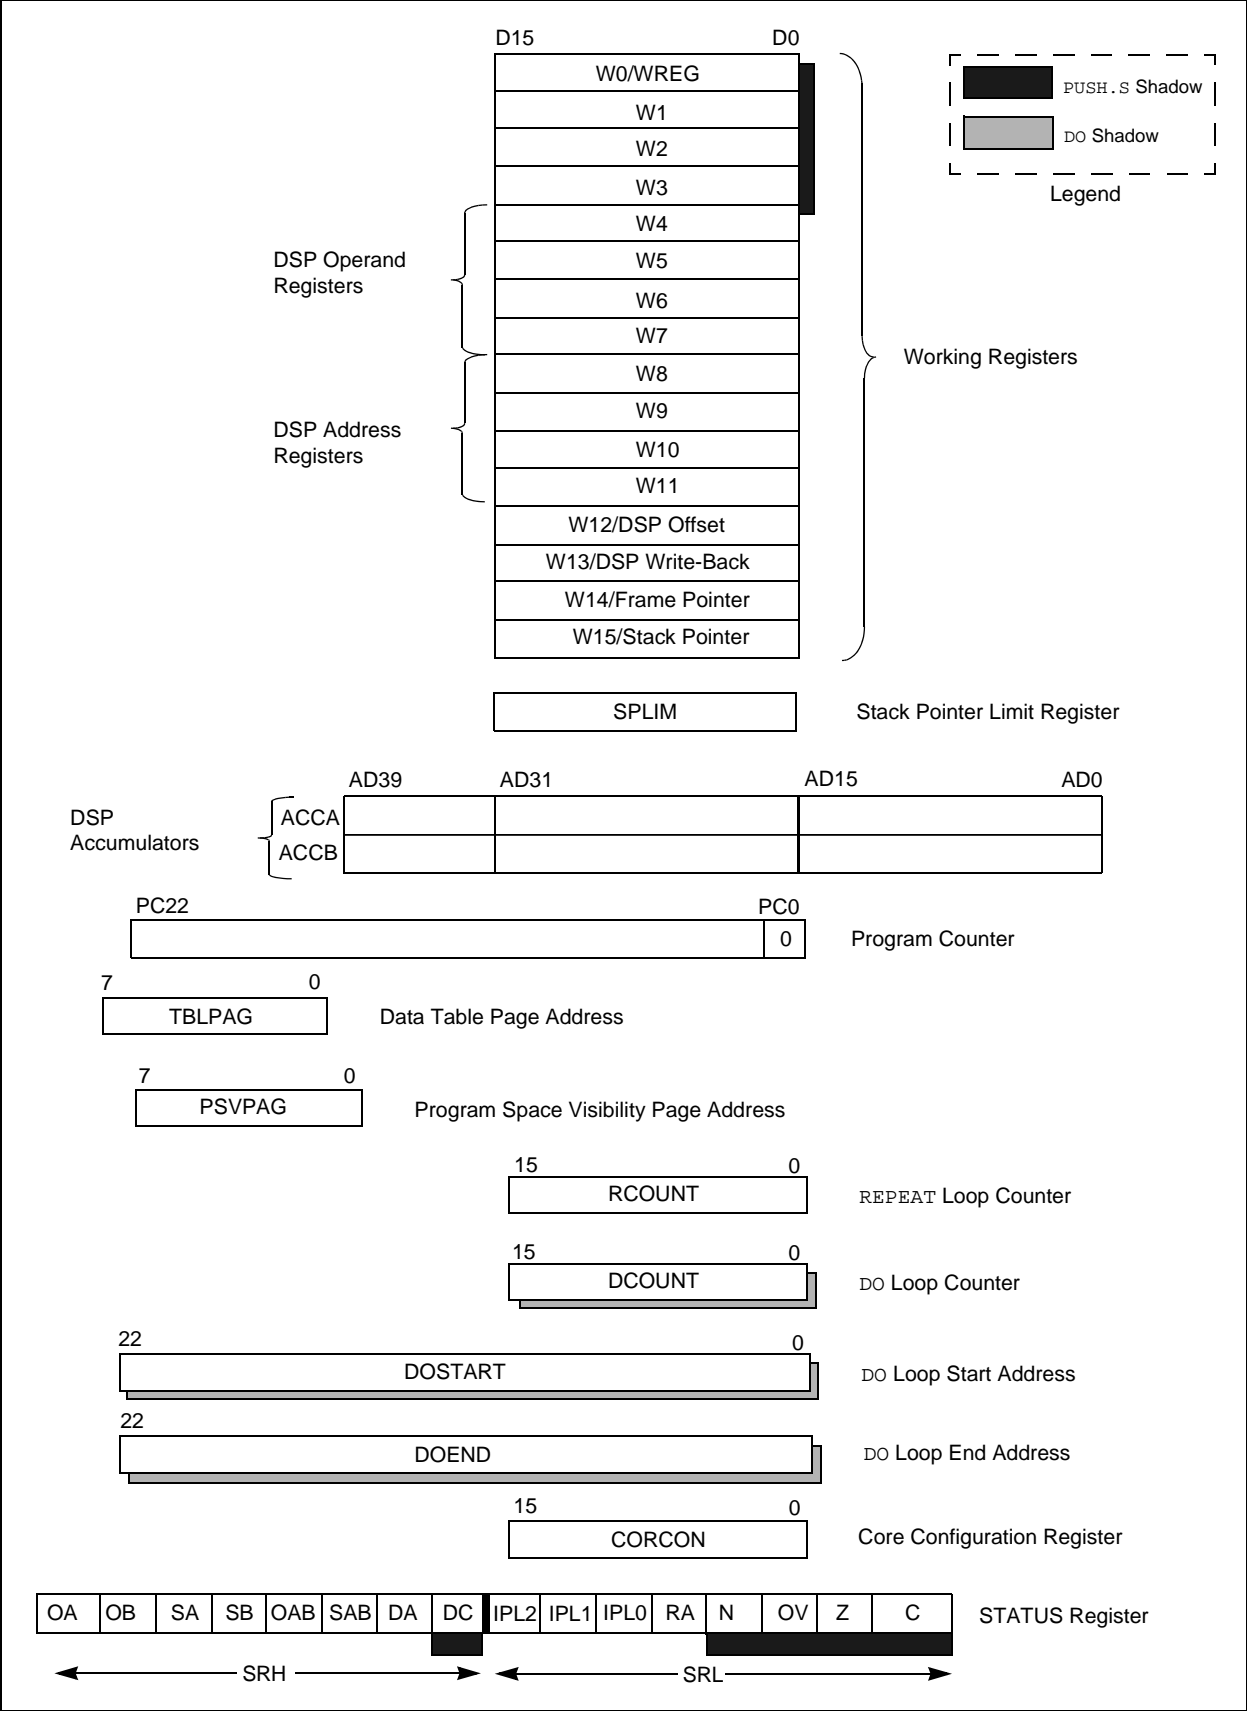 D15 D0
W0/WREG
W1
W2
W3
W4
W5
W6
W7
W8
W9
W10
W11
W12/DSP Offset
W13/DSP Write-Back
W14/Frame Pointer
W15/Stack Pointer
PUSH.S Shadow
DO Shadow
Legend
DSP Operand
Registers
DSP Address
Registers
Working Registers
SPLIM
Stack Pointer Limit Register
AD39 AD31 AD15 AD0
DSP
Accumulators
ACCA
ACCB
PC22 PC0
0
Program Counter
7 0
TBLPAG
Data Table Page Address
7 0
PSVPAG
Program Space Visibility Page Address
15 0
RCOUNT
REPEAT Loop Counter
15 0
DCOUNT
DO Loop Counter
22 0
DOSTART
DO Loop Start Address
22
DOEND
DO Loop End Address
15 0
CORCON
Core Configuration Register
OA OB SA SB OAB SAB DA DC IPL2 IPL1 IPL0 RA N OV Z C
STATUS Register
SRH SRL